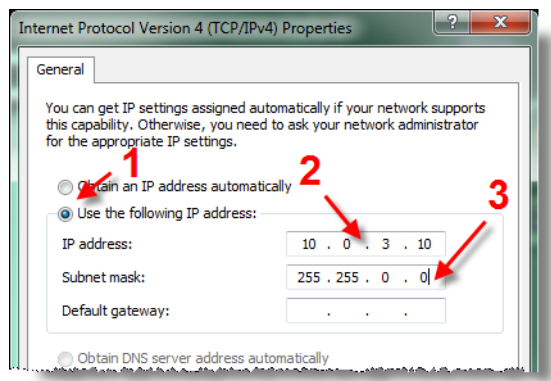 Internet Protocol Version 4 (TCP/IPv4) Properties
?
X
General
You can get IP settings assigned automatically if your network supports
this capability. Otherwise, you need to ask your network administrator
for the appropriate IP settings.
1
2
3
Obtain an IP address automatically
Use the following IP address:
IP address: 10 . 0 . 3 . 10
Subnet mask: 255 . 255 . 0 . 0
Default gateway: . . .
Obtain DNS server address automatically